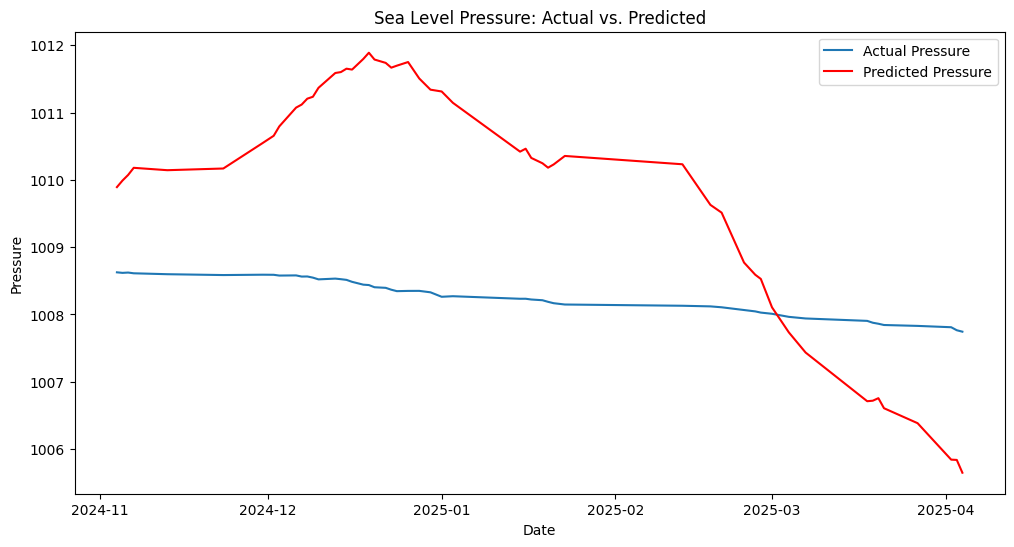 Sea Level Pressure: Actual vs. Predicted
Actual Pressure
Predicted Pressure
Pressure
1012
1011
1010
1009
1008
1007
1006
2024-11
2024-12
2025-01
2025-02
2025-03
2025-04
Date